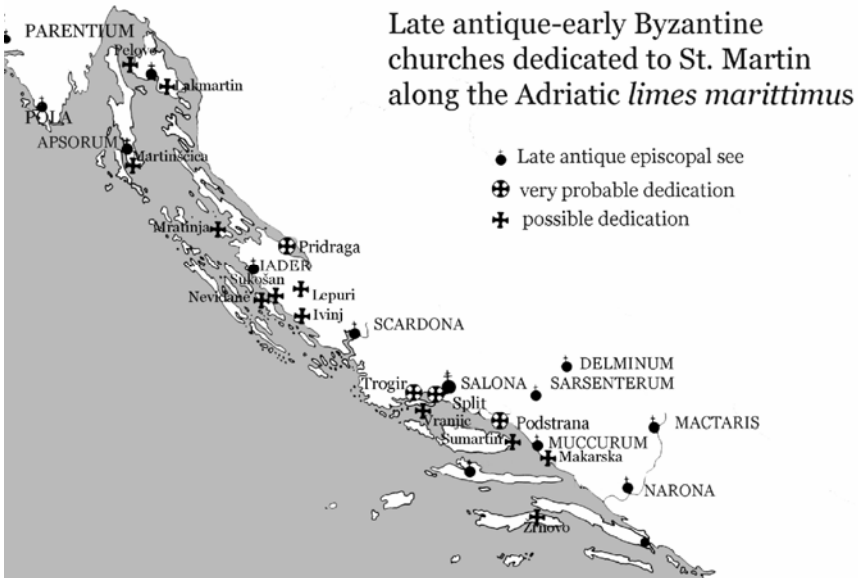 Late antique-early Byzantine
churches dedicated to St. Martin
along the Adriatic limes marittimus
Late antique episcopal see
very probable dedication
possible dedication
PARENTIUM
Pelovo
Lakmartin
POLA
APSORUM
Martinšćica
Mratinja
Pridraga
IADER
Sukošan
Nevidane
Lepuri
Ivinj
SCARDONA
DELMINUM
Trogir
SALONA
SARSENTERUM
Split
Vranjic
Podstrana
MACTARIS
Sumartin
MUCCURUM
Makarska
NARONA
Žrnovo